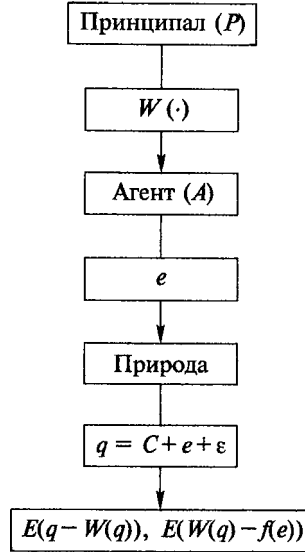 Принципал (P)
W (·)
Агент (A)
e
Природа
q = C + e + ε
E(q − W(q)), E(W(q) − f(e))